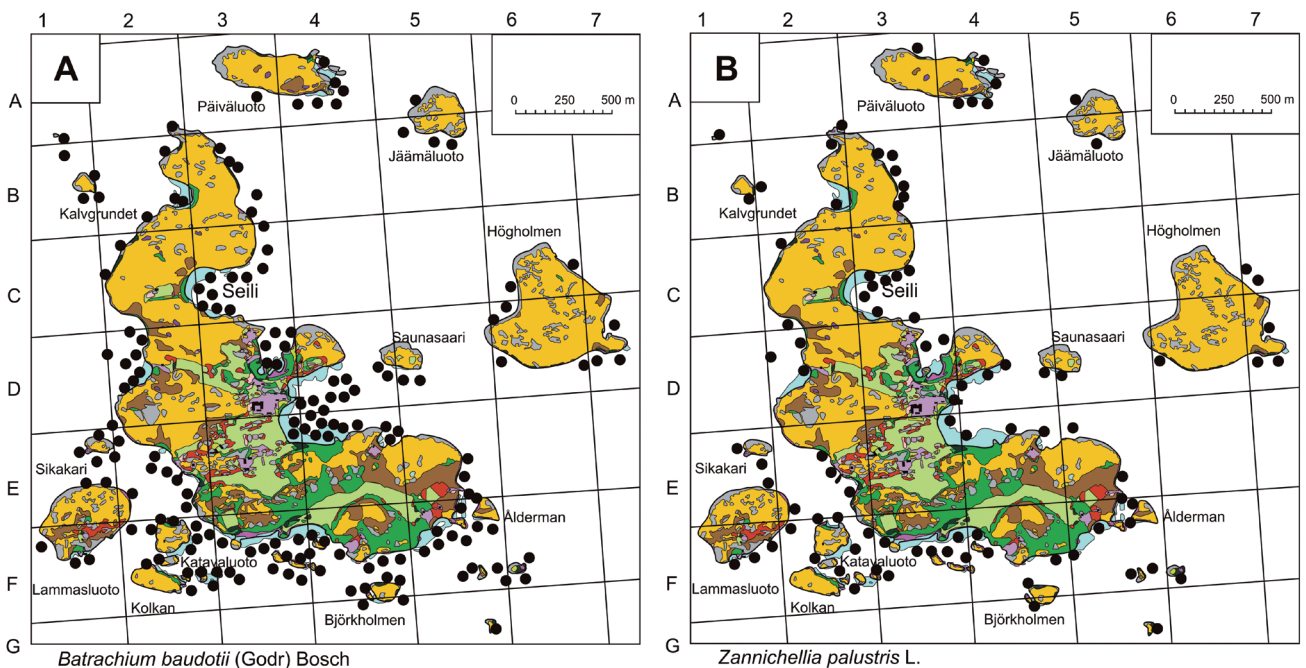 1 2 3 4 5 6 7
A
A
B
C
D
E
F
G
0 250 500 m
Päiväluoto
Jäämäluoto
Kalvgrundet
Högholmen
Seili
Saunasaari
Sikakari
Ålderman
Katavaluoto
Lammasluoto
Kolkan
Björkholmen
Batrachium baudotii (Godr) Bosch
1 2 3 4 5 6 7
B
A
B
C
D
E
F
G
0 250 500 m
Päiväluoto
Jäämäluoto
Kalvgrundet
Högholmen
Seili
Saunasaari
Sikakari
Ålderman
Katavaluoto
Lammasluoto
Kolkan
Björkholmen
Zannichellia palustris L.